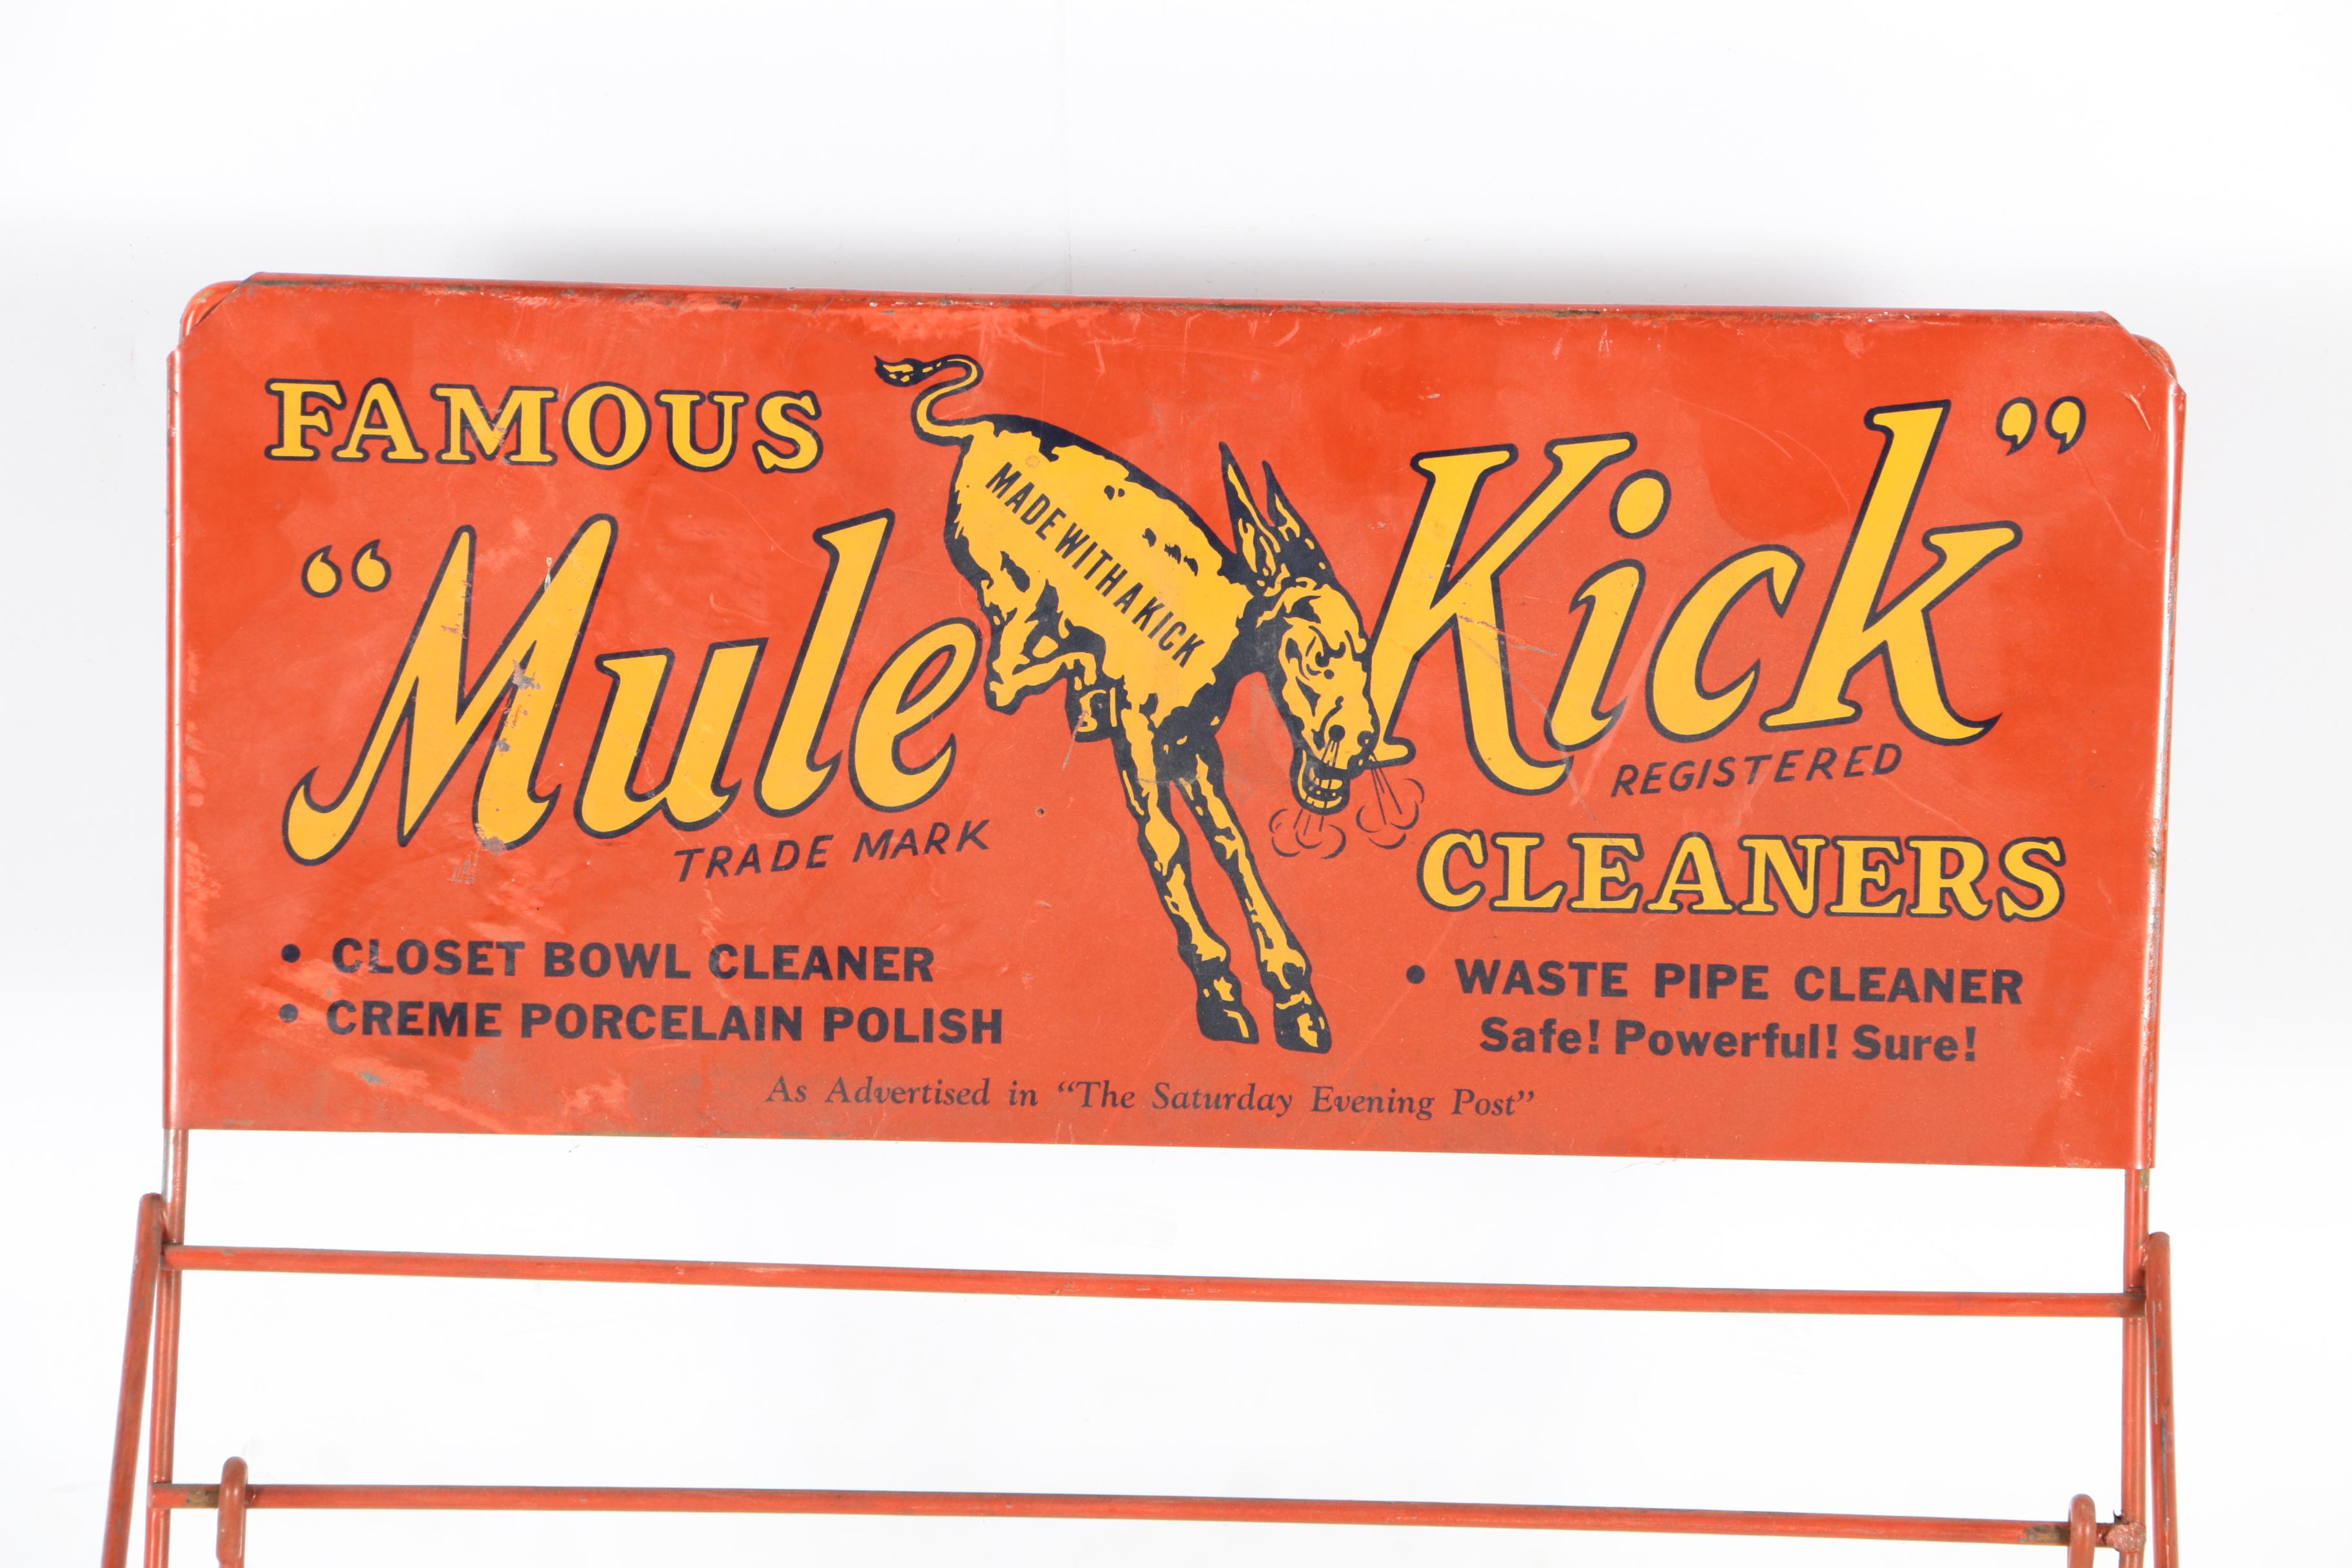 FAMOUS
“Mule Kick”
MADE WITH A KICK
TRADE MARK
REGISTERED
CLEANERS
• CLOSET BOWL CLEANER
• CREME PORCELAIN POLISH
• WASTE PIPE CLEANER
Safe! Powerful! Sure!
As Advertised in “The Saturday Evening Post”